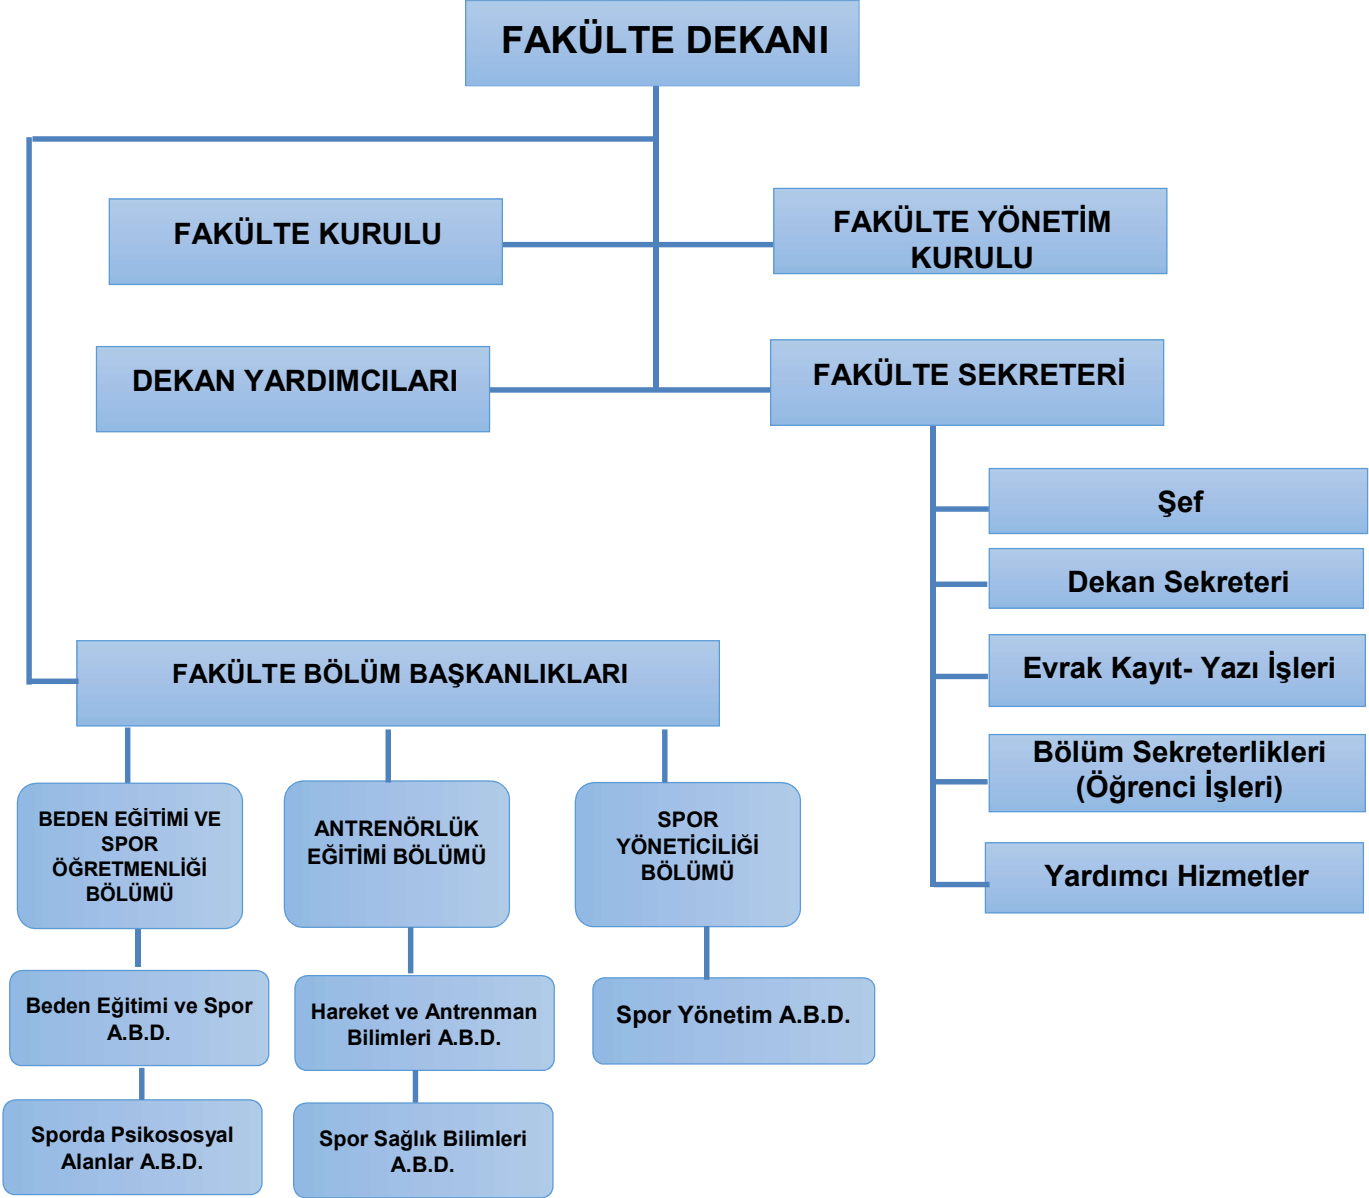 FAKÜLTE DEKANI
FAKÜLTE KURULU
FAKÜLTE YÖNETİM
KURULU
DEKAN YARDIMCILARI
FAKÜLTE SEKRETERİ
Şef
Dekan Sekreteri
Evrak Kayıt- Yazı İşleri
Bölüm Sekreterlikleri
(Öğrenci İşleri)
Yardımcı Hizmetler
FAKÜLTE BÖLÜM BAŞKANLIKLARI
BEDEN EĞİTİMİ VE
SPOR
ÖĞRETMENLİĞİ
BÖLÜMÜ
ANTRENÖRLÜK
EĞİTİMİ BÖLÜMÜ
SPOR
YÖNETİCİLİĞİ
BÖLÜMÜ
Beden Eğitimi ve Spor
A.B.D.
Hareket ve Antrenman
Bilimleri A.B.D.
Spor Yönetim A.B.D.
Sporda Psikososyal
Alanlar A.B.D.
Spor Sağlık Bilimleri
A.B.D.